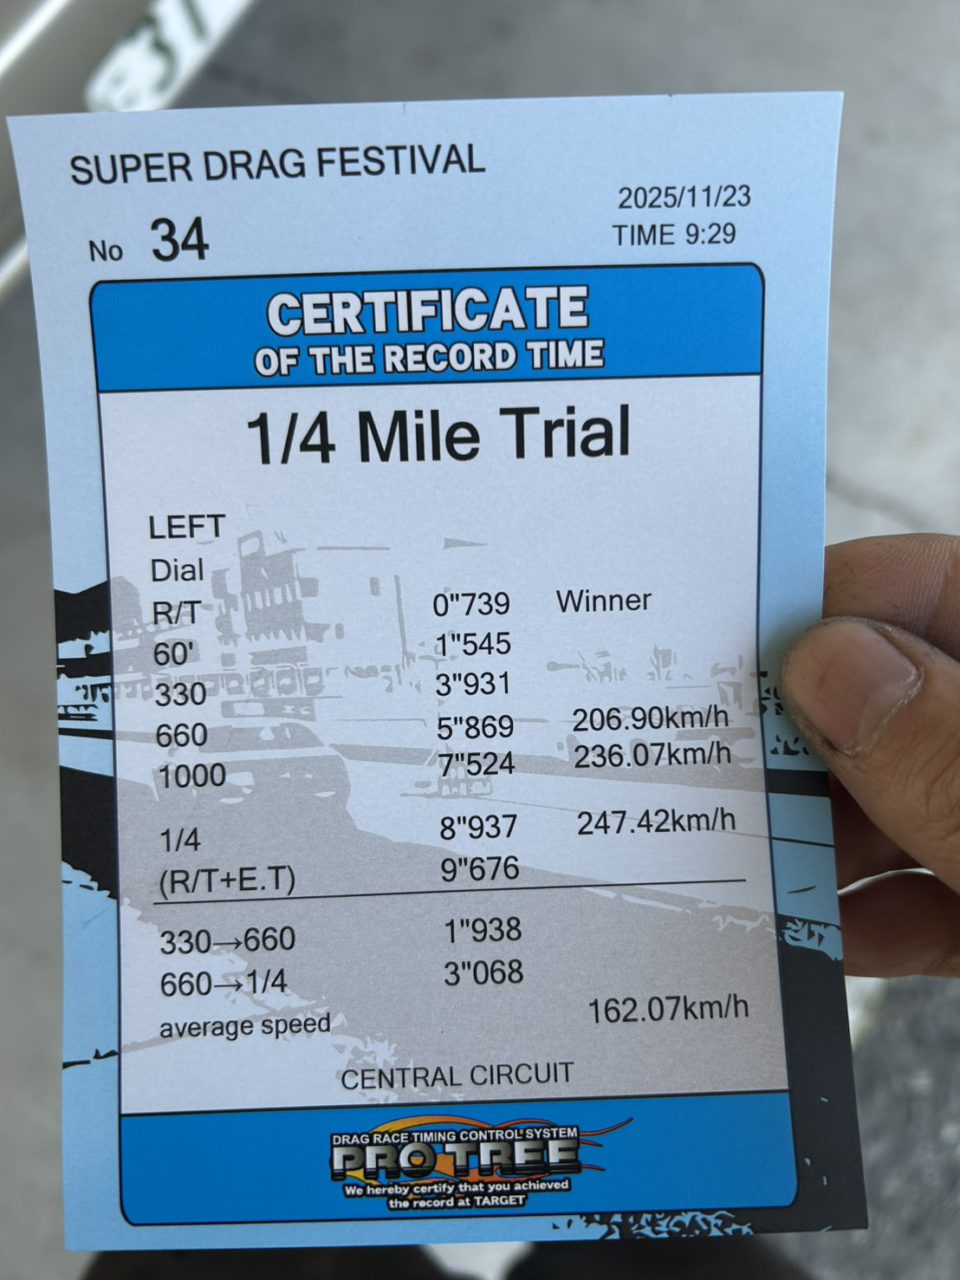 SUPER DRAG FESTIVAL
2025/11/23
No 34
TIME 9:29
CERTIFICATE
OF THE RECORD TIME
1/4 Mile Trial
LEFT
Dial
R/T 0"739 Winner
60' 1"545
330 3"931
660 5"869 206.90km/h
1000 7"524 236.07km/h
1/4 8"937 247.42km/h
(R/T+E.T) 9"676
330→660 1"938
660→1/4 3"068
average speed 162.07km/h
CENTRAL CIRCUIT
DRAG RACE TIMING CONTROL SYSTEM
PRO TREE
We hereby certify that you achieved
the record at TARGET